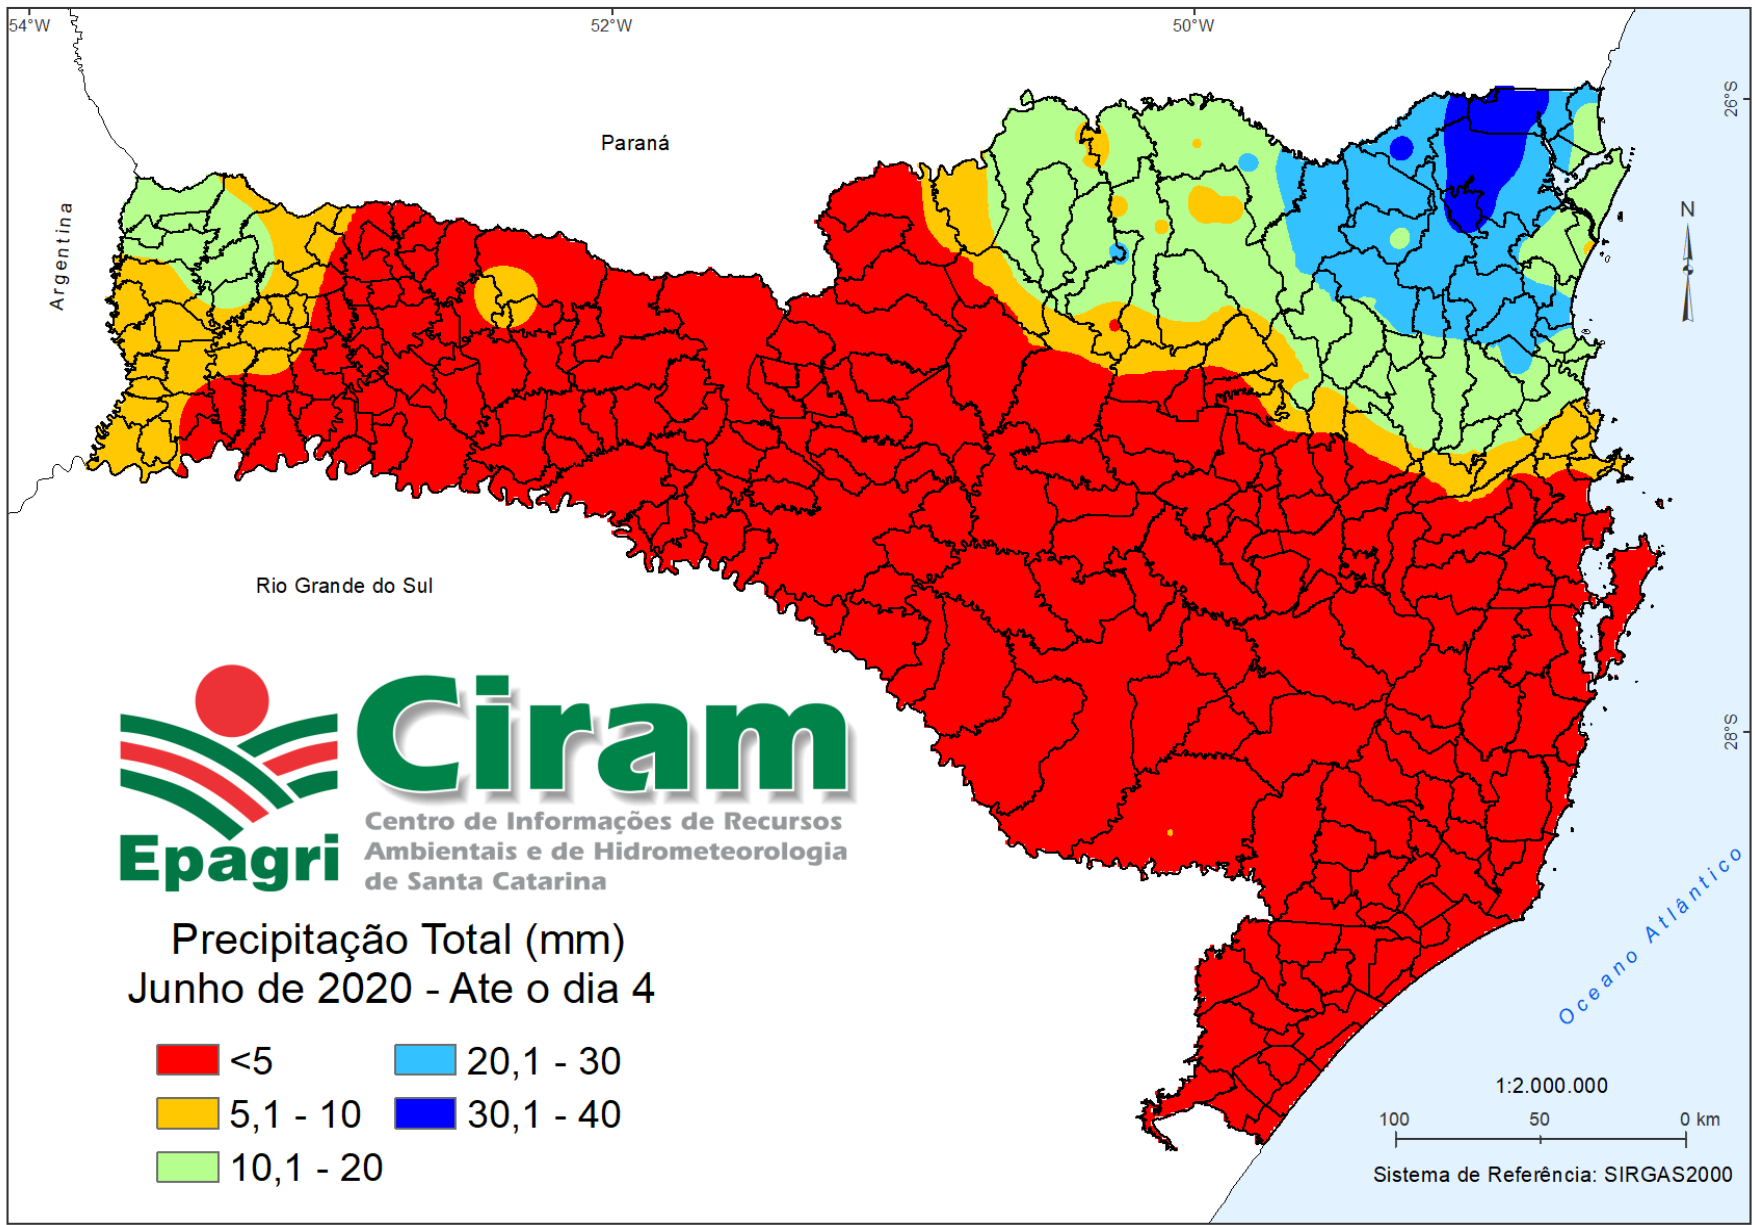 54°W
52°W
50°W
26°S
Paraná
Argentina
N
Rio Grande do Sul
28°S
Ciram
Centro de Informações de Recursos
Ambientais e de Hidrometeorologia
de Santa Catarina
Epagri
Precipitação Total (mm)
Junho de 2020 - Ate o dia 4
<5
5,1 - 10
10,1 - 20
20,1 - 30
30,1 - 40
Oceano Atlântico
1:2.000.000
100 50 0 km
Sistema de Referência: SIRGAS2000